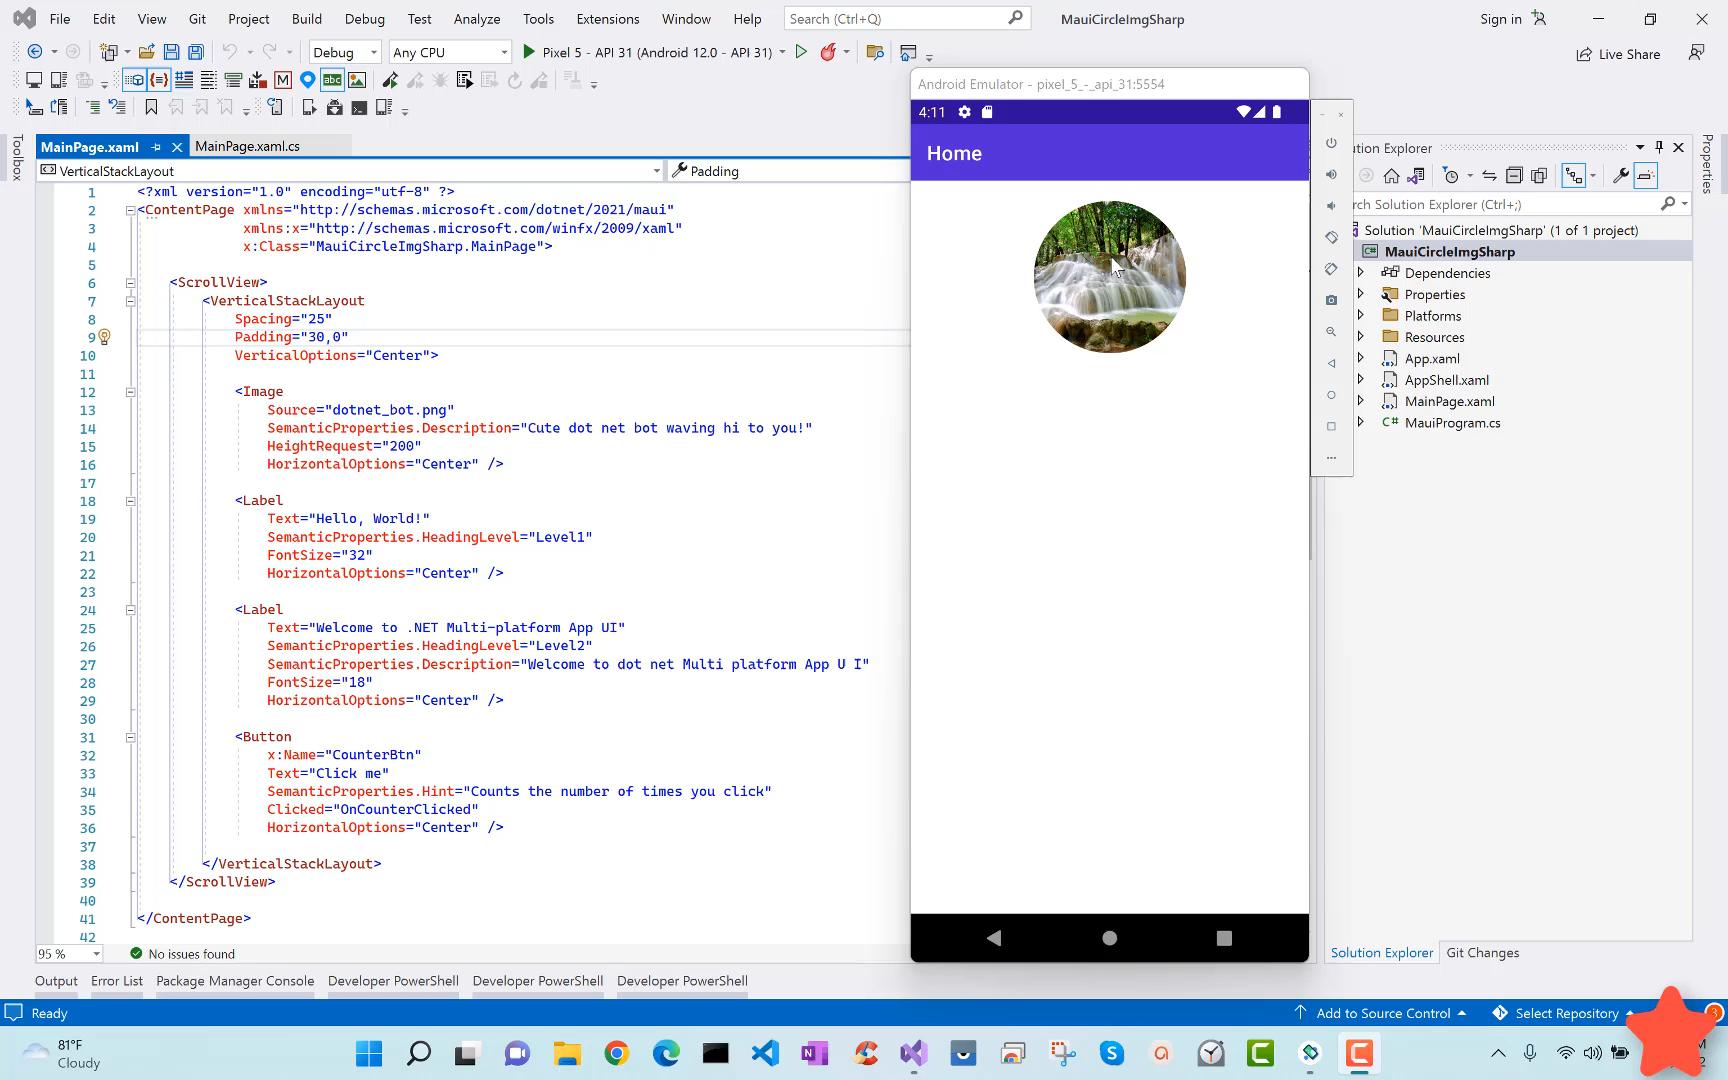 File Edit View Git Project Build Debug Test Analyze Tools Extensions Window Help Search (Ctrl+Q) MauiCircleImgSharp Sign in
Debug Any CPU Pixel 5 - API 31 (Android 12.0 - API 31) Live Share
Android Emulator - pixel_5_-_api_31:5554
4:11
Home
Toolbox
MainPage.xaml MainPage.xaml.cs
VerticalStackLayout Padding
1 <?xml version="1.0" encoding="utf-8" ?>
2 <ContentPage xmlns="http://schemas.microsoft.com/dotnet/2021/maui"
3 xmlns:x="http://schemas.microsoft.com/winfx/2009/xaml"
4 x:Class="MauiCircleImgSharp.MainPage">
5
6 <ScrollView>
7 <VerticalStackLayout
8 Spacing="25"
9 Padding="30,0"
10 VerticalOptions="Center">
11
12 <Image
13 Source="dotnet_bot.png"
14 SemanticProperties.Description="Cute dot net bot waving hi to you!"
15 HeightRequest="200"
16 HorizontalOptions="Center" />
17
18 <Label
19 Text="Hello, World!"
20 SemanticProperties.HeadingLevel="Level1"
21 FontSize="32"
22 HorizontalOptions="Center" />
23
24 <Label
25 Text="Welcome to .NET Multi-platform App UI"
26 SemanticProperties.HeadingLevel="Level2"
27 SemanticProperties.Description="Welcome to dot net Multi platform App U I"
28 FontSize="18"
29 HorizontalOptions="Center" />
30
31 <Button
32 x:Name="CounterBtn"
33 Text="Click me"
34 SemanticProperties.Hint="Counts the number of times you click"
35 Clicked="OnCounterClicked"
36 HorizontalOptions="Center" />
37
38 </VerticalStackLayout>
39 </ScrollView>
40
41 </ContentPage>
42
95 % No issues found
ution Explorer
rch Solution Explorer (Ctrl+;)
Solution 'MauiCircleImgSharp' (1 of 1 project)
C# MauiCircleImgSharp
Dependencies
Properties
Platforms
Resources
App.xaml
AppShell.xaml
MainPage.xaml
C# MauiProgram.cs
Properties
Solution Explorer Git Changes
Output Error List Package Manager Console Developer PowerShell Developer PowerShell Developer PowerShell
Ready Add to Source Control Select Repository 3
81°F
Cloudy